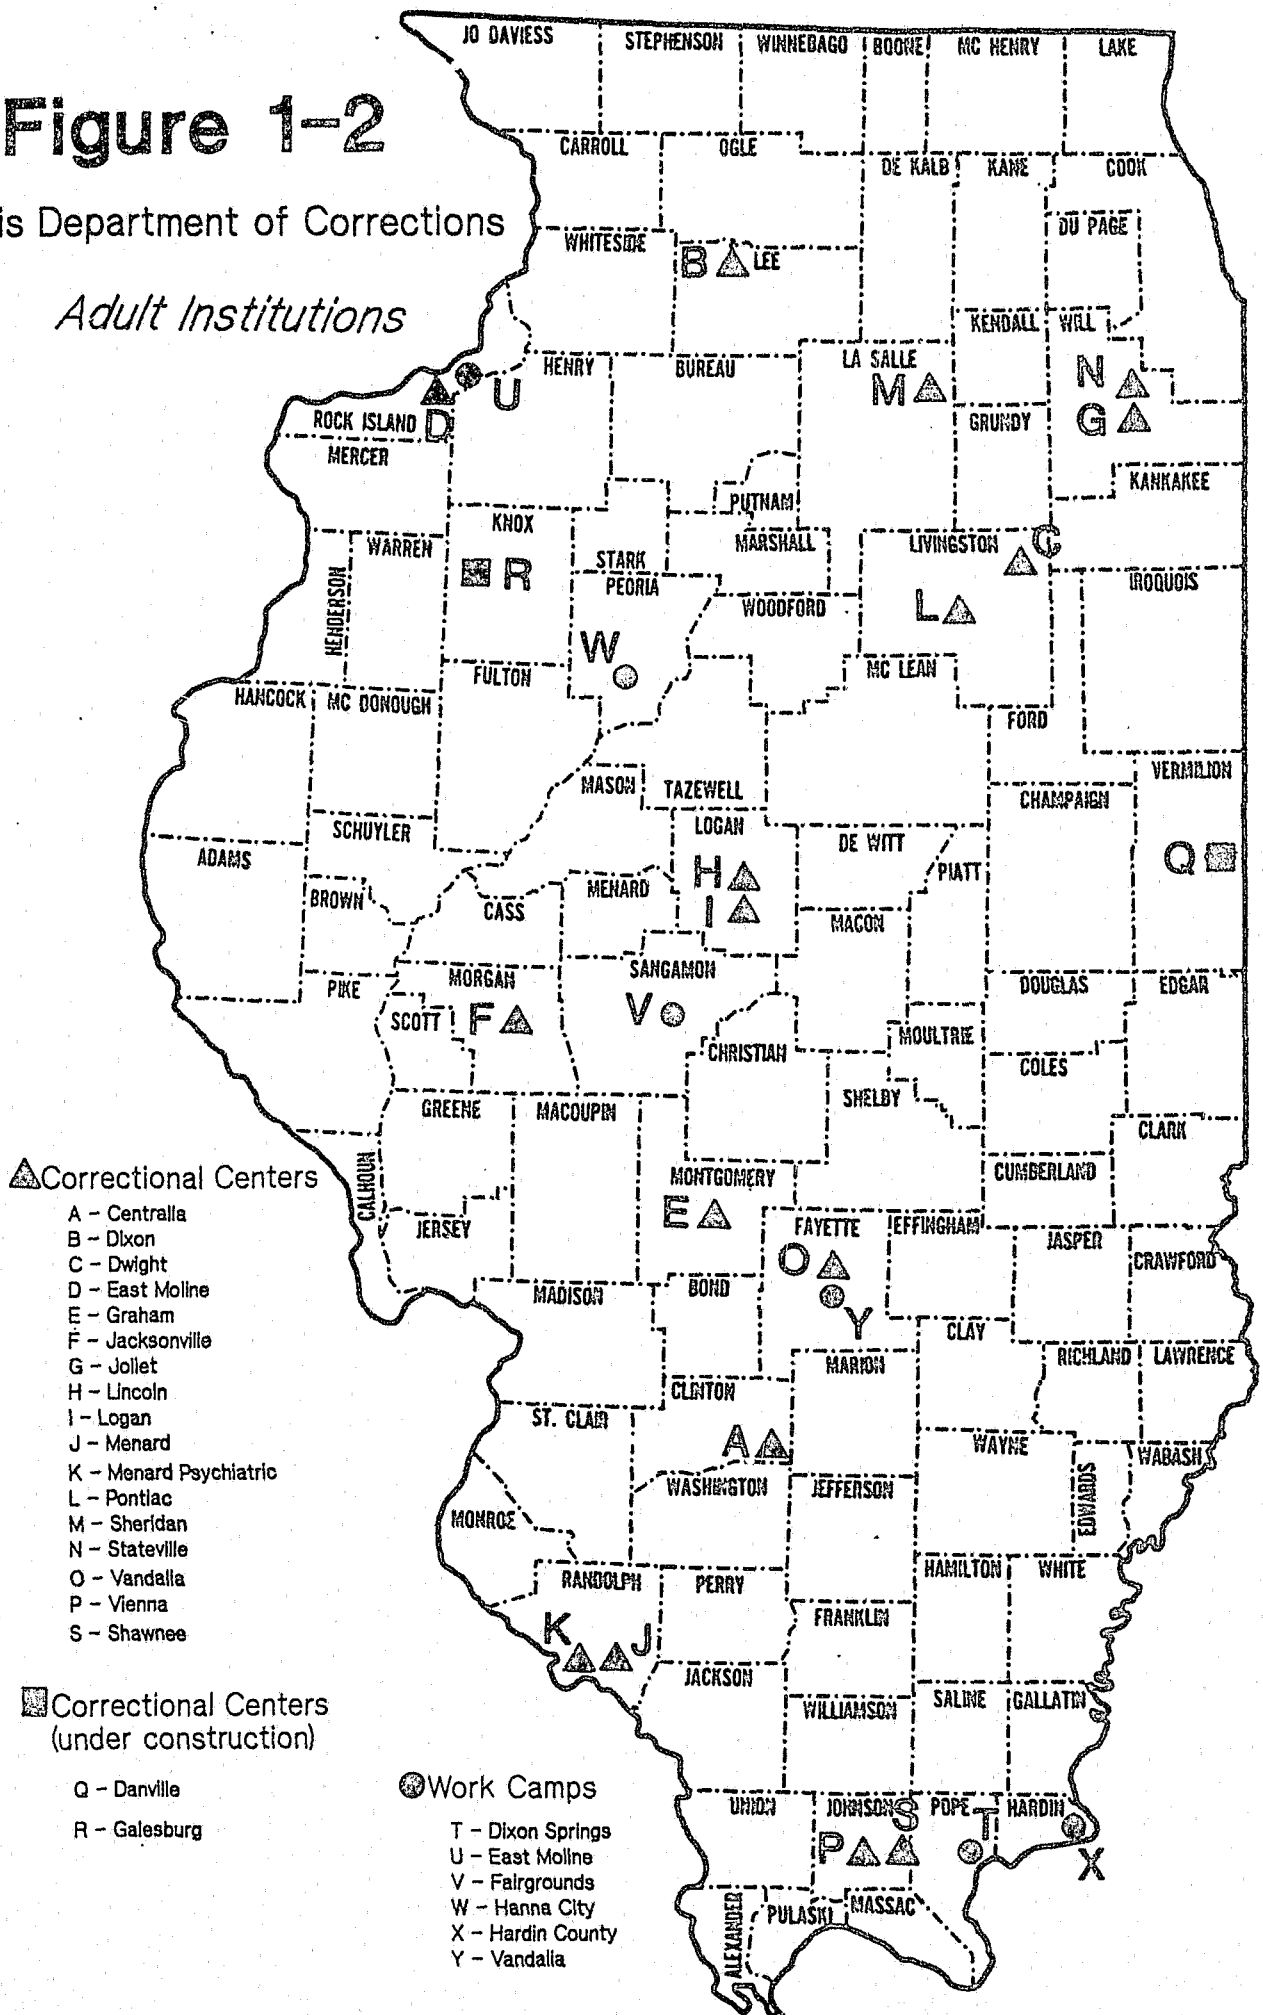 Figure 1-2
is Department of Corrections
Adult Institutions
JO DAVIESS
STEPHENSON
WINNEBAGO
BOONE
MC HENRY
LAKE
CARROLL
OGLE
DE KALB
KANE
COOK
DU PAGE
WHITESIDE
B
LEE
KENDALL
WILL
HENRY
BUREAU
LA SALLE
M
N
G
U
D
ROCK ISLAND
MERCER
GRUNDY
KANKAKEE
PUTNAM
KNOX
WARREN
HENDERSON
STARK
MARSHALL
LIVINGSTON
C
R
PEORIA
IROQUOIS
WOODFORD
L
W
FULTON
MC LEAN
HANCOCK
MC DONOUGH
FORD
MASON
TAZEWELL
VERMILION
CHAMPAIGN
LOGAN
SCHUYLER
DE WITT
ADAMS
PIATT
Q
H
I
BROWN
CASS
MENARD
MACON
SANGAMON
PIKE
MORGAN
DOUGLAS
EDGAR
SCOTT
F
V
CHRISTIAN
MOULTRIE
COLES
SHELBY
GREENE
MACOUPIN
CLARK
CALHOUN
MONTGOMERY
CUMBERLAND
E
JERSEY
FAYETTE
EFFINGHAM
JASPER
CRAWFORD
O
Y
MADISON
BOND
CLAY
MARION
RICHLAND
LAWRENCE
CLINTON
ST. CLAIR
A
WAYNE
WABASH
EDWARDS
WASHINGTON
JEFFERSON
MONROE
RANDOLPH
PERRY
HAMILTON
WHITE
FRANKLIN
K
J
JACKSON
WILLIAMSON
SALINE
GALLATIN
UNION
JOHNSON
S
POPE
T
HARDIN
P
X
ALEXANDER
PULASKI
MASSAC
Correctional Centers
A - Centralia
B - Dixon
C - Dwight
D - East Moline
E - Graham
F - Jacksonville
G - Joliet
H - Lincoln
I - Logan
J - Menard
K - Menard Psychiatric
L - Pontiac
M - Sheridan
N - Stateville
O - Vandalia
P - Vienna
S - Shawnee
Correctional Centers
(under construction)
Q - Danville
R - Galesburg
Work Camps
T - Dixon Springs
U - East Moline
V - Fairgrounds
W - Hanna City
X - Hardin County
Y - Vandalia